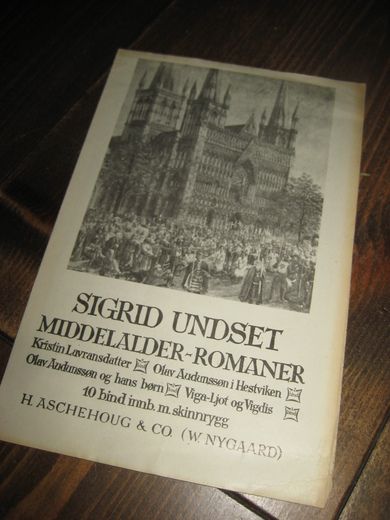 SIGRID UNDSET
MIDDELALDER-ROMANER
Kristin Lavransdatter Olav Audunssøn i Hestviken
Olav Audunssøn og hans børn Viga-Ljot og Vigdis
10 bind innb. m. skinnrygg
H. ASCHEHOUG & CO. (W. NYGAARD)